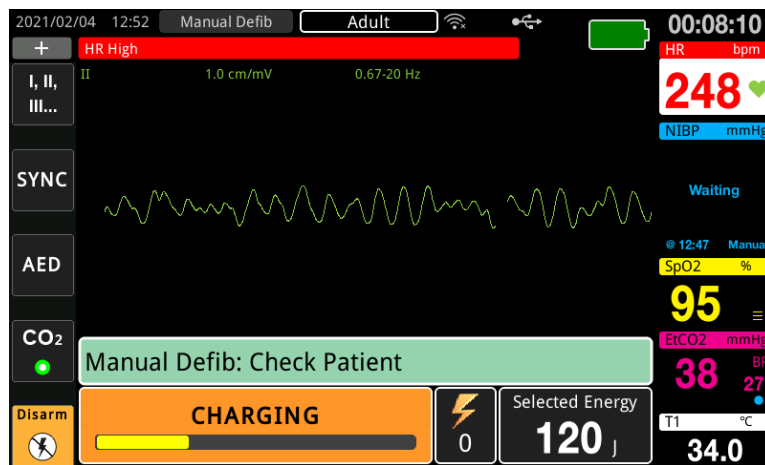 2021/02/04 12:52 Manual Defib Adult 00:08:10
+ HR High HR bpm
I, II, III... II 1.0 cm/mV 0.67-20 Hz 248
NIBP mmHg
SYNC Waiting
@ 12:47 Manua
AED SpO2 %
95
CO2 EtCO2 mmHg
Manual Defib: Check Patient 38 BP 27
Disarm CHARGING 0 Selected Energy 120 J
T1 °C
34.0